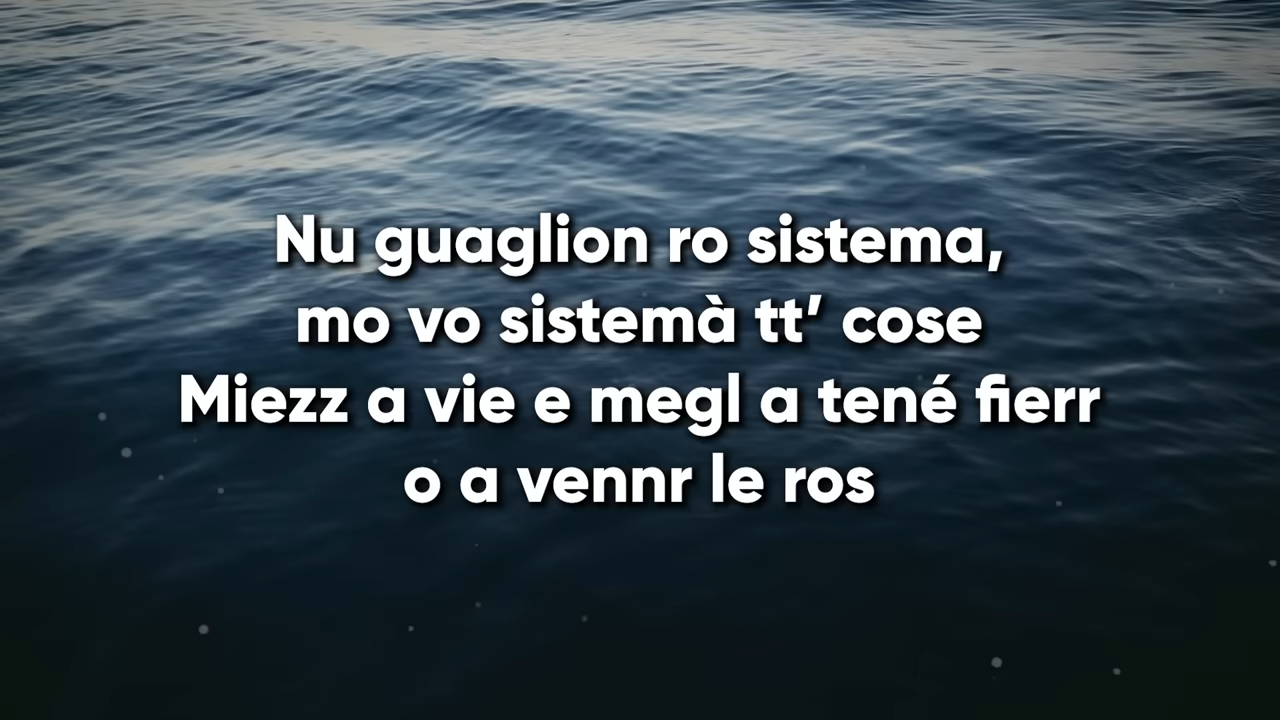 Nu guaglion ro sistema,
mo vo sistemà tt’ cose
Miezz a vie e megl a tené fierr
o a vennr le ros